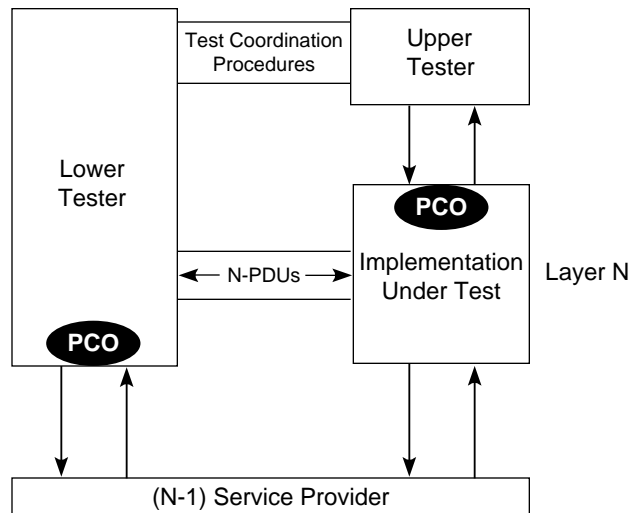 Test Coordination
Procedures
Upper
Tester
Lower
Tester
PCO
N-PDUs
Implementation
Under Test
Layer N
PCO
(N-1) Service Provider